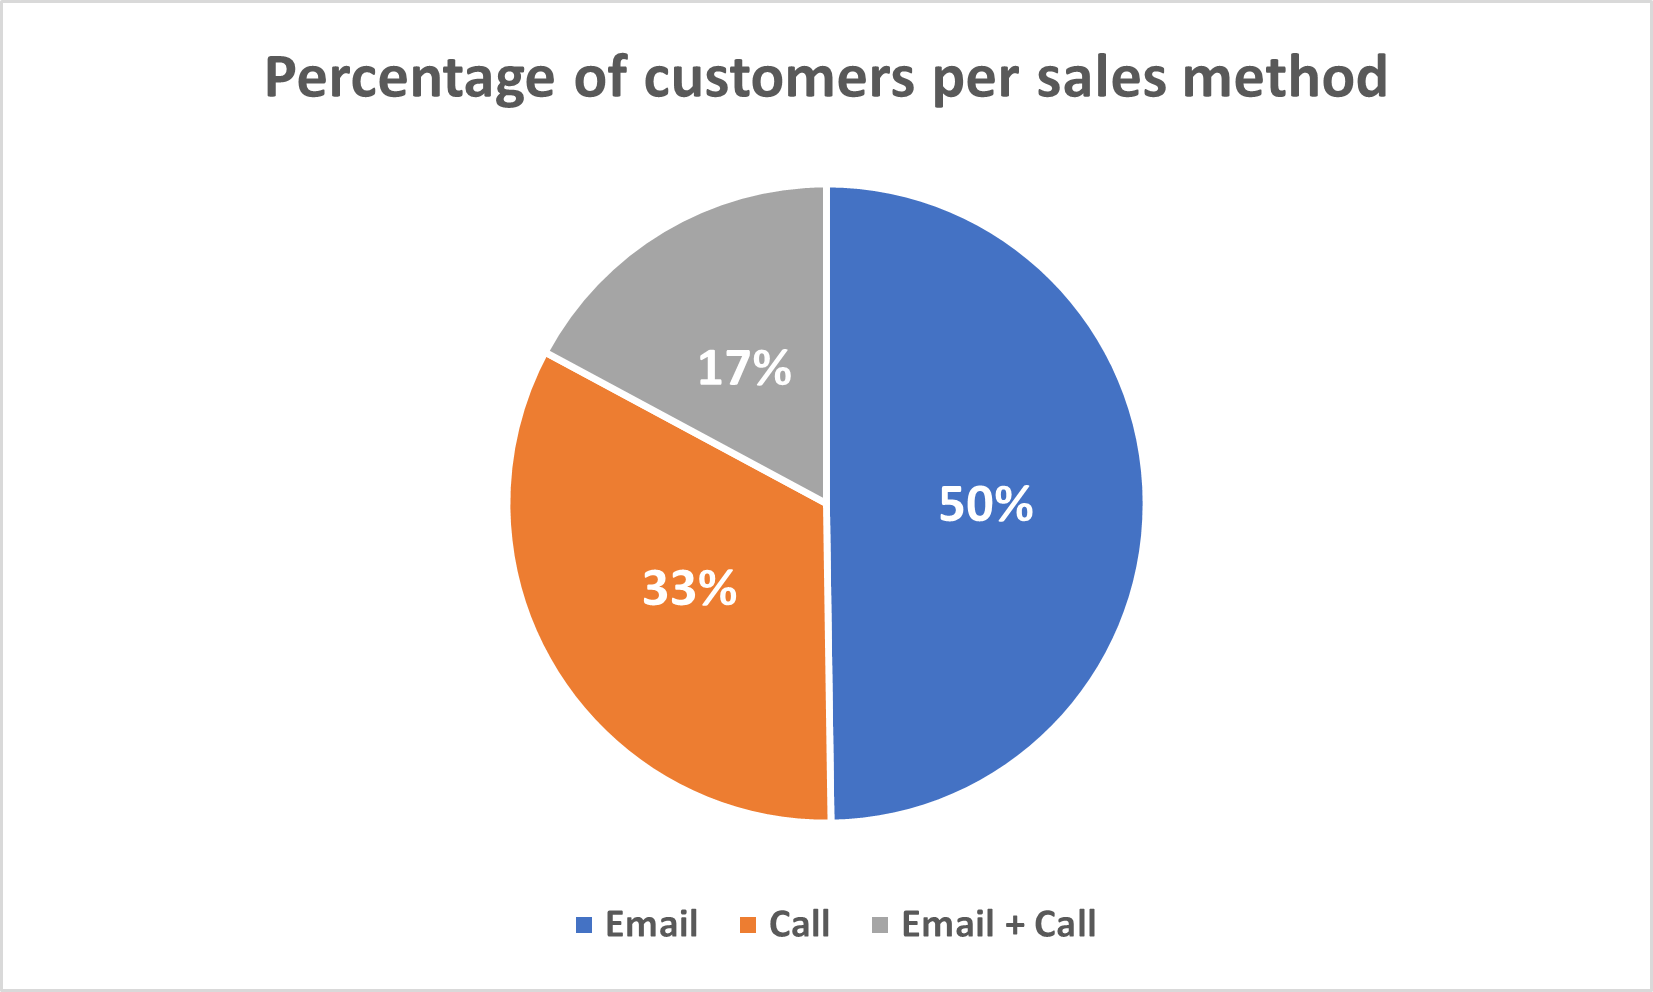 Percentage of customers per sales method
17%
50%
33%
Email Call Email + Call